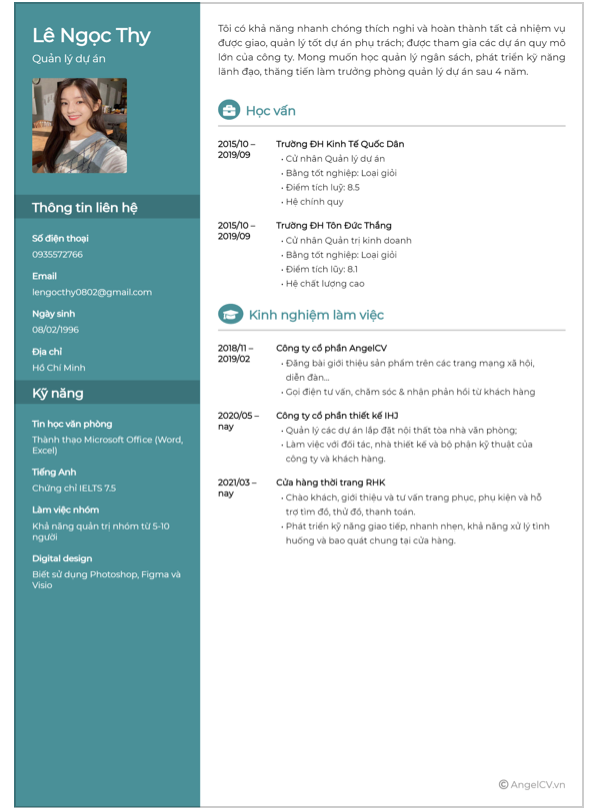 Lê Ngọc Thy
Quản lý dự án
Thông tin liên hệ
Số điện thoại
0935572766
Email
lengocthy0802@gmail.com
Ngày sinh
08/02/1996
Địa chỉ
Hồ Chí Minh
Kỹ năng
Tin học văn phòng
Thành thạo Microsoft Office (Word,
Excel)
Tiếng Anh
Chứng chỉ IELTS 7.5
Làm việc nhóm
Khả năng quản trị nhóm từ 5-10
người
Digital design
Biết sử dụng Photoshop, Figma và
Visio
Tôi có khả năng nhanh chóng thích nghi và hoàn thành tất cả nhiệm vụ
được giao, quản lý tốt dự án phụ trách; được tham gia các dự án quy mô
lớn của công ty. Mong muốn học quản lý ngân sách, phát triển kỹ năng
lãnh đạo, thăng tiến làm trưởng phòng quản lý dự án sau 4 năm.
Học vấn
2015/10 –
2019/09
Trường ĐH Kinh Tế Quốc Dân
• Cử nhân Quản lý dự án
• Bằng tốt nghiệp: Loại giỏi
• Điểm tích luỹ: 8.5
• Hệ chính quy
2015/10 –
2019/09
Trường ĐH Tôn Đức Thắng
• Cử nhân Quản trị kinh doanh
• Bằng tốt nghiệp: Loại giỏi
• Điểm tích lũy: 8.1
• Hệ chất lượng cao
Kinh nghiệm làm việc
2018/11 –
2019/02
Công ty cổ phần AngelCV
• Đăng bài giới thiệu sản phẩm trên các trang mạng xã hội,
diễn đàn...
• Gọi điện tư vấn, chăm sóc & nhận phản hồi từ khách hàng
2020/05 –
nay
Công ty cổ phần thiết kế IHJ
• Quản lý các dự án lắp đặt nội thất tòa nhà văn phòng;
• Làm việc với đối tác, nhà thiết kế và bộ phận kỹ thuật của
công ty và khách hàng.
2021/03 –
nay
Cửa hàng thời trang RHK
• Chào khách, giới thiệu và tư vấn trang phục, phụ kiện và hỗ
trợ tìm đồ, thử đồ, thanh toán.
• Phát triển kỹ năng giao tiếp, nhanh nhẹn, khả năng xử lý tình
huống và bao quát chung tại cửa hàng.
© AngelCV.vn